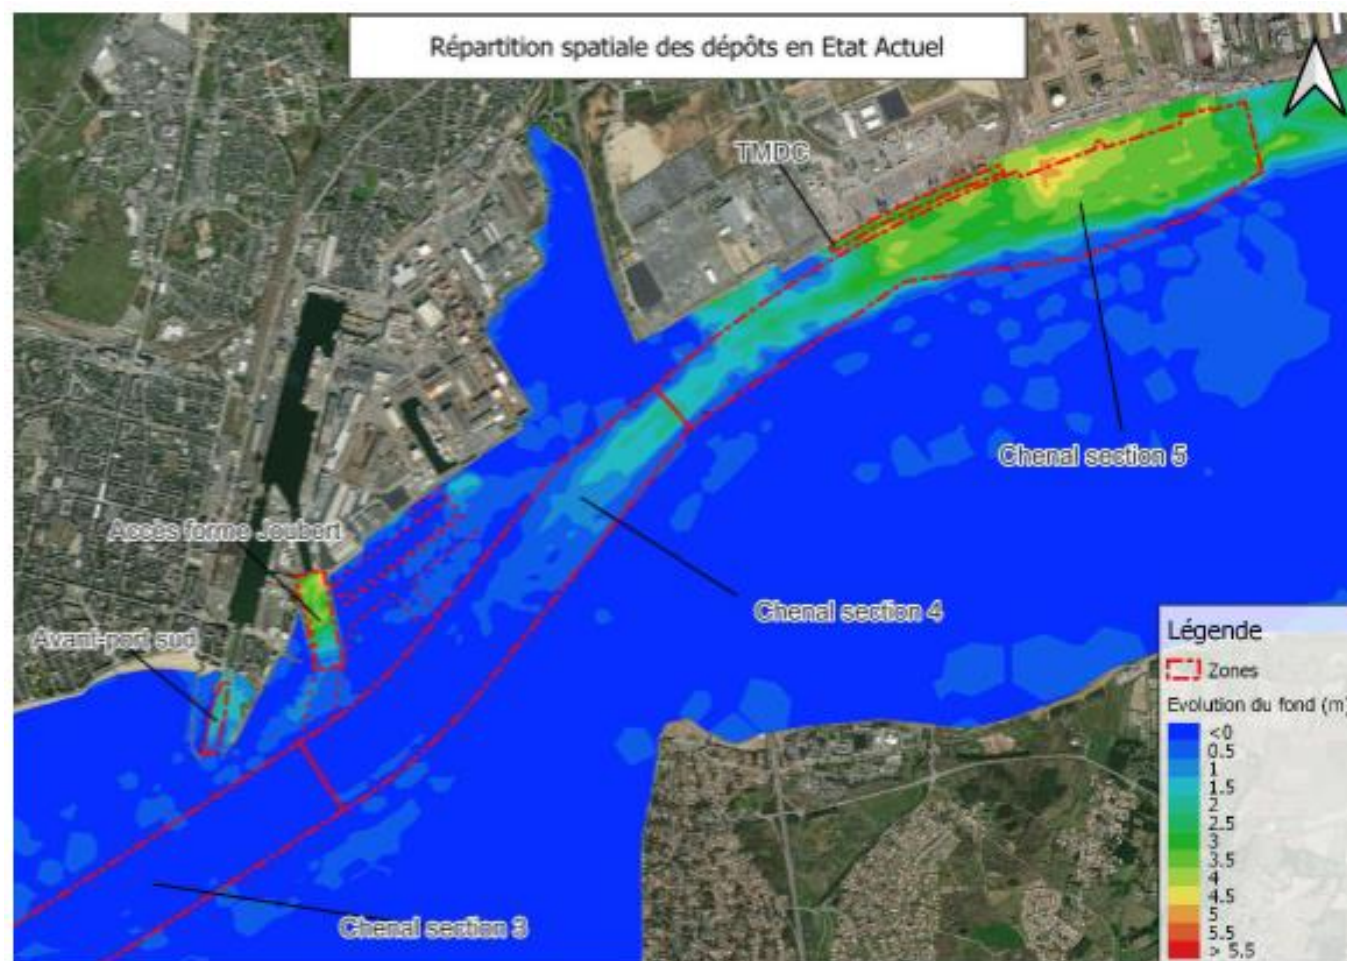 Répartition spatiale des dépôts en Etat Actuel
TMDC
Chenal section 5
Accès forme Joubert
Chenal section 4
Avant-port sud
Chenal section 3
Légende
Zones
Evolution du fond (m)
<0
0.5
1
1.5
2
2.5
3
3.5
4
4.5
5
5.5
> 5.5